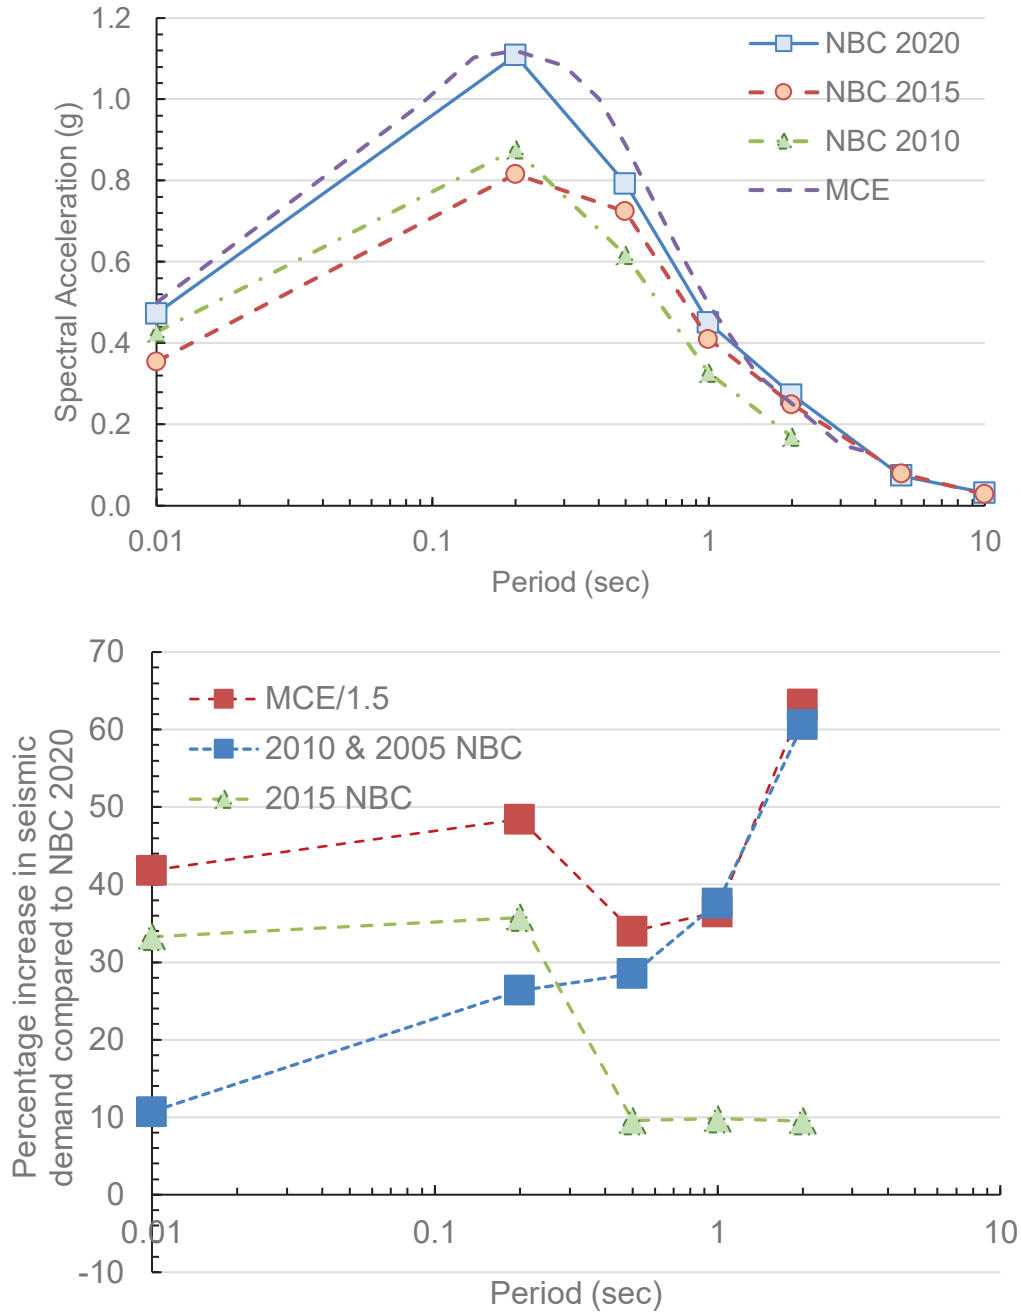 1.2
1.0
0.8
0.6
0.4
0.2
0.0
Spectral Acceleration (g)
NBC 2020
NBC 2015
NBC 2010
MCE
0.01
0.1
1
10
Period (sec)
70
60
50
40
30
20
10
0
-10
Percentage increase in seismic
demand compared to NBC 2020
MCE/1.5
2010 & 2005 NBC
2015 NBC
0.01
0.1
1
10
Period (sec)